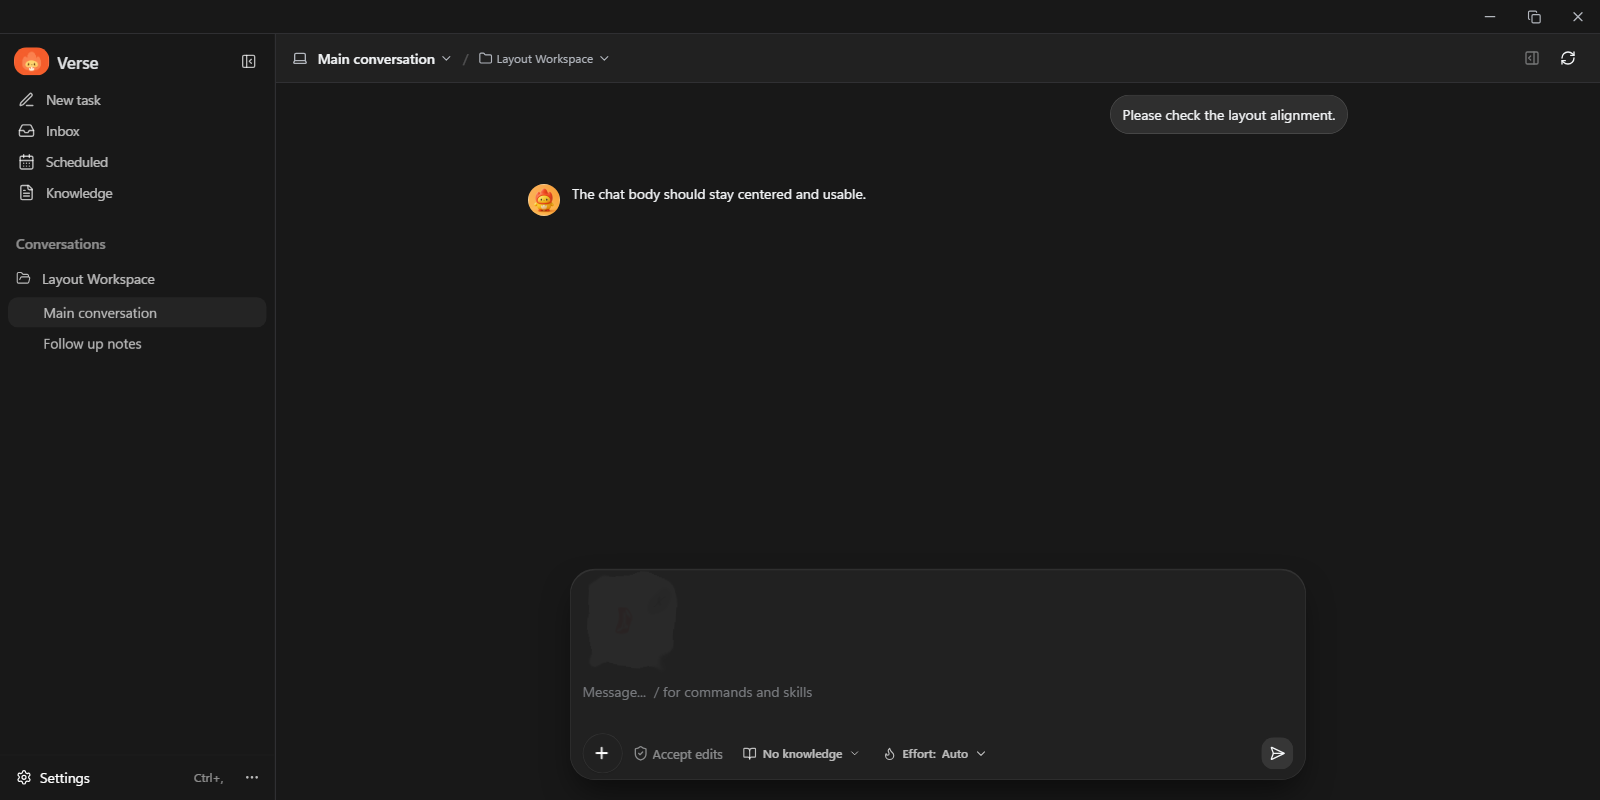 Verse
New task
Inbox
Scheduled
Knowledge
Conversations
Layout Workspace
Main conversation
Follow up notes
Settings Ctrl+, ···
Main conversation / Layout Workspace
Please check the layout alignment.
The chat body should stay centered and usable.
Message... / for commands and skills
Accept edits No knowledge Effort: Auto